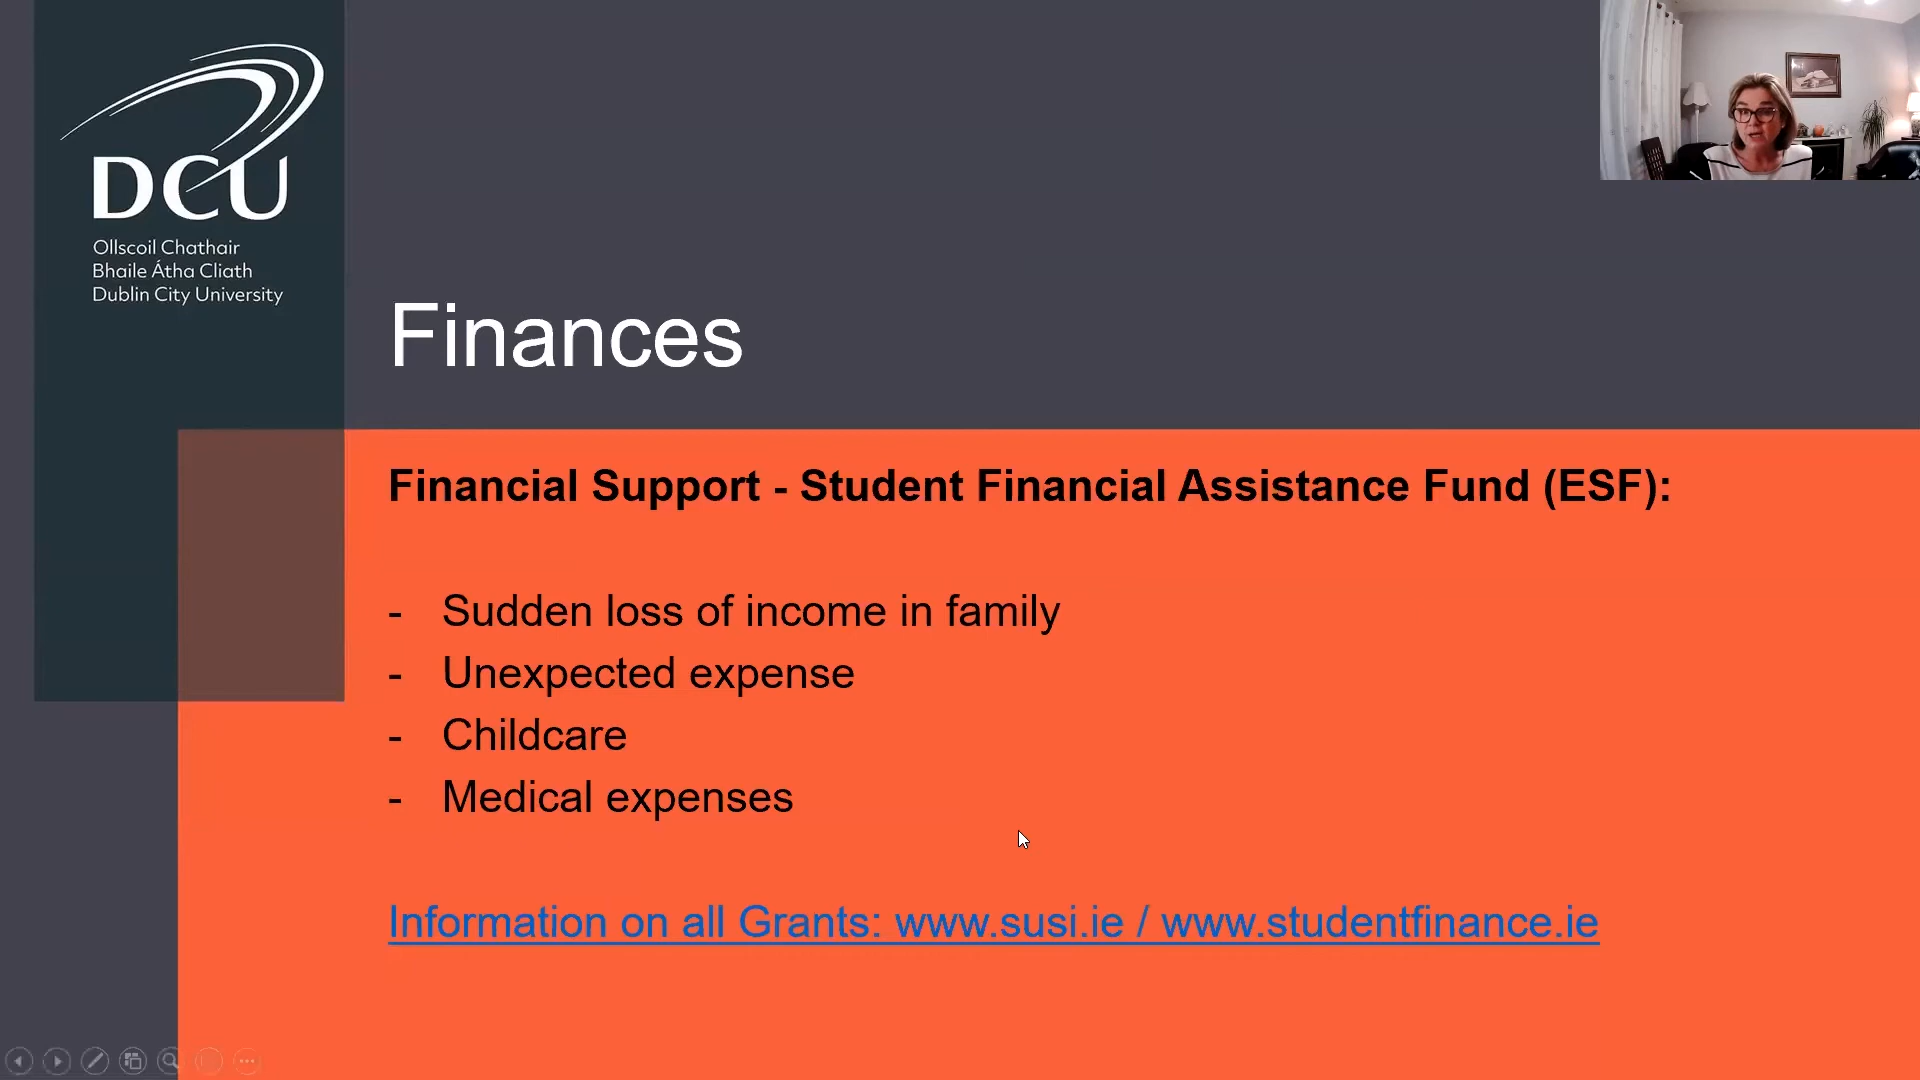 DCU
Ollscoil Chathair
Bhaile Átha Cliath
Dublin City University
Finances
Financial Support - Student Financial Assistance Fund (ESF):
- Sudden loss of income in family
- Unexpected expense
- Childcare
- Medical expenses
Information on all Grants: www.susi.ie / www.studentfinance.ie